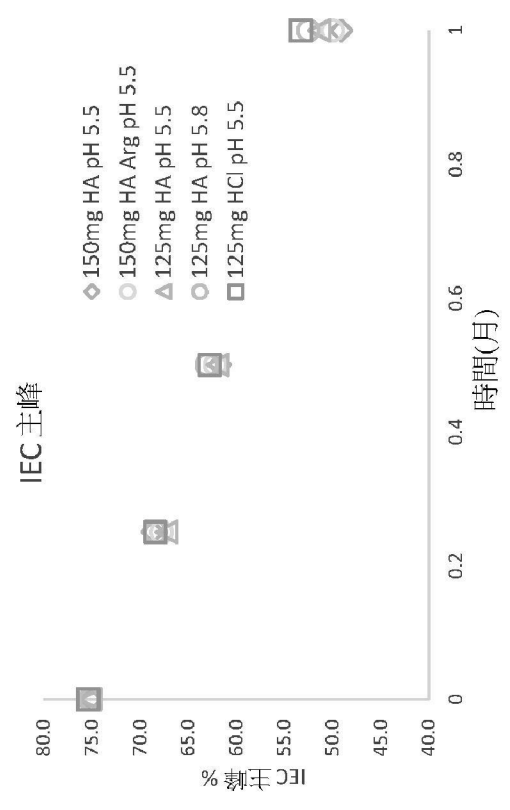 IEC 主峰
IEC主峰 %
80.0
75.0
70.0
65.0
60.0
55.0
50.0
45.0
40.0
0
0.2
0.4
0.6
0.8
1
時間(月)
150mg HA pH 5.5
150mg HA Arg pH 5.5
125mg HA pH 5.5
125mg HA pH 5.8
125mg HCl pH 5.5